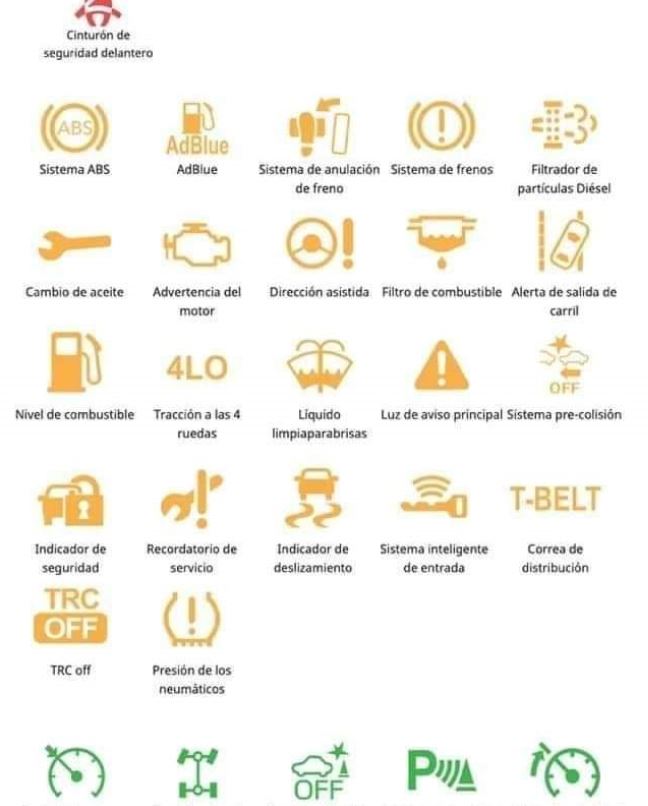 Cinturón de
seguridad delantero
ABS
AdBlue
Sistema ABS
AdBlue
Sistema de anulación
de freno
Sistema de frenos
Filtrador de
partículas Diésel
Cambio de aceite
Advertencia del
motor
Dirección asistida
Filtro de combustible
Alerta de salida de
carril
4LO
OFF
Nivel de combustible
Tracción a las 4
ruedas
Líquido
limpiaparabrisas
Luz de aviso principal
Sistema pre-colisión
T-BELT
Indicador de
seguridad
Recordatorio de
servicio
Indicador de
deslizamiento
Sistema inteligente
de entrada
Correa de
distribución
TRC
OFF
TRC off
Presión de los
neumáticos
OFF
P